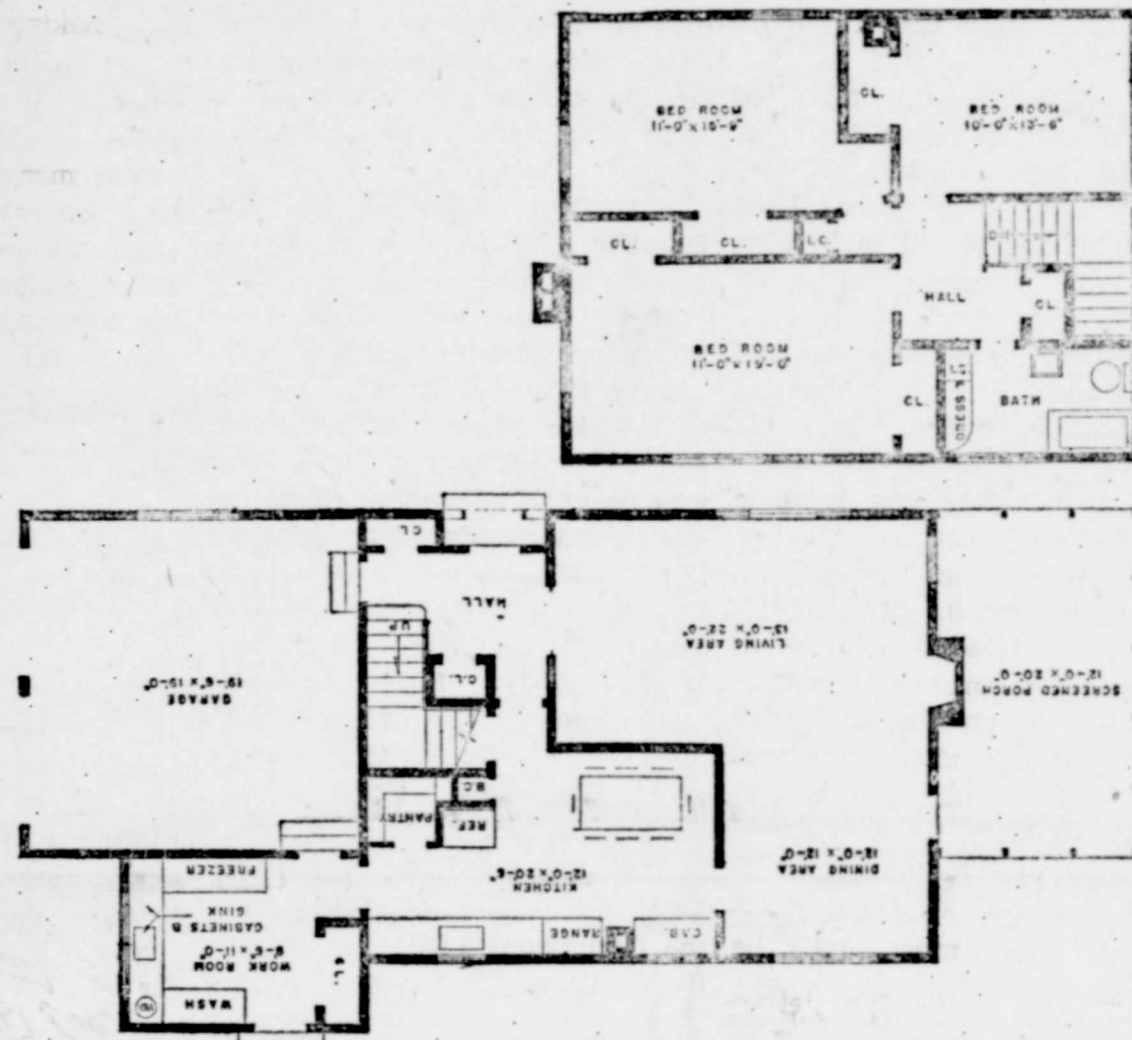 BED ROOM
11'-0" X 15'-9"
CL.
BED ROOM
10'-0" X 13'-6"
CL.
CL.
L.C.
DN
HALL
CL
BED ROOM
11'-0" X 15'-0"
CL.
DRESS'R
BATH
CL
HALL
UP
CL.
GARAGE
19'-6" X 19'-0"
LIVING AREA
13'-0" X 22'-0"
SCREENED PORCH
12'-0" X 20'-0"
B.C.
REF.
PANTRY
KITCHEN
12'-0" X 20'-6"
DINING AREA
12'-0" X 12'-0"
RANGE
CAB.
FREEZER
CABINETS &
SINK
WORK ROOM
9'-6" X 11'-0"
CL.
WASH